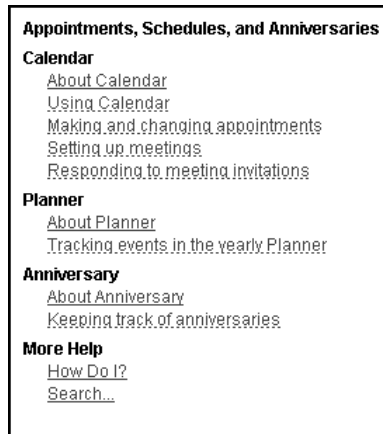 Appointments, Schedules, and Anniversaries
Calendar
About Calendar
Using Calendar
Making and changing appointments
Setting up meetings
Responding to meeting invitations
Planner
About Planner
Tracking events in the yearly Planner
Anniversary
About Anniversary
Keeping track of anniversaries
More Help
How Do I?
Search...